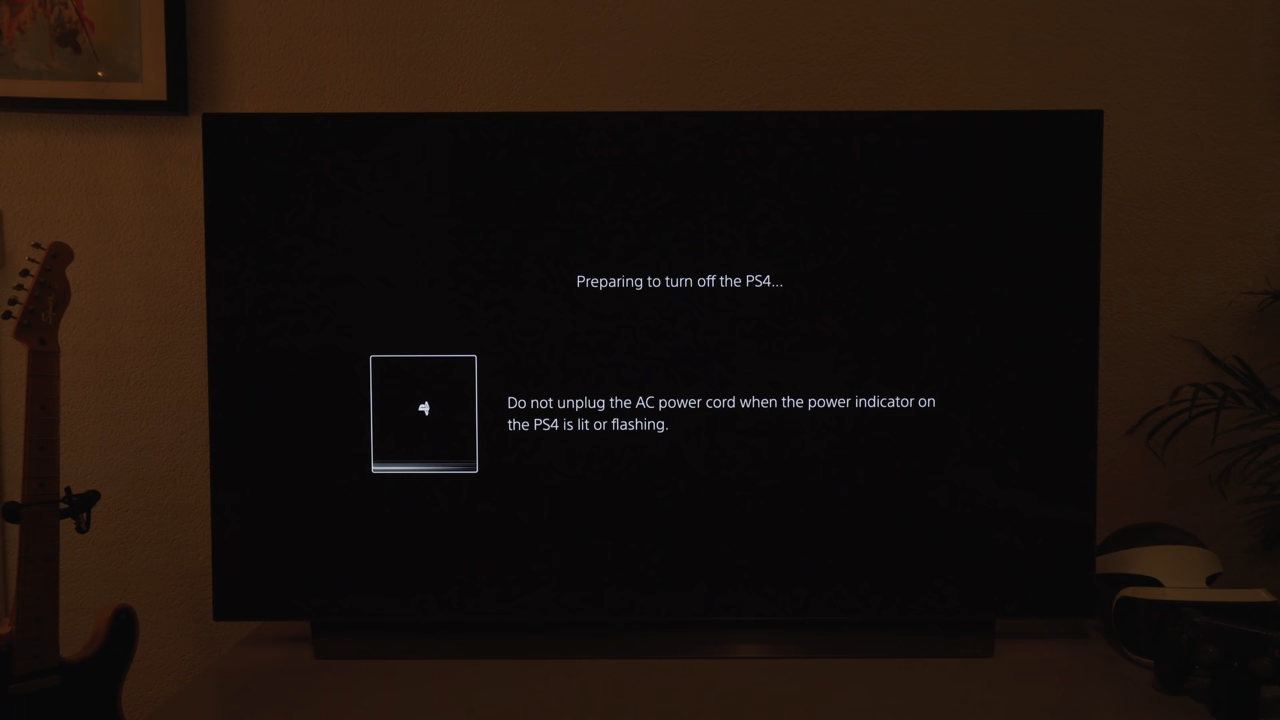 Preparing to turn off the PS4...
Do not unplug the AC power cord when the power indicator on
the PS4 is lit or flashing.